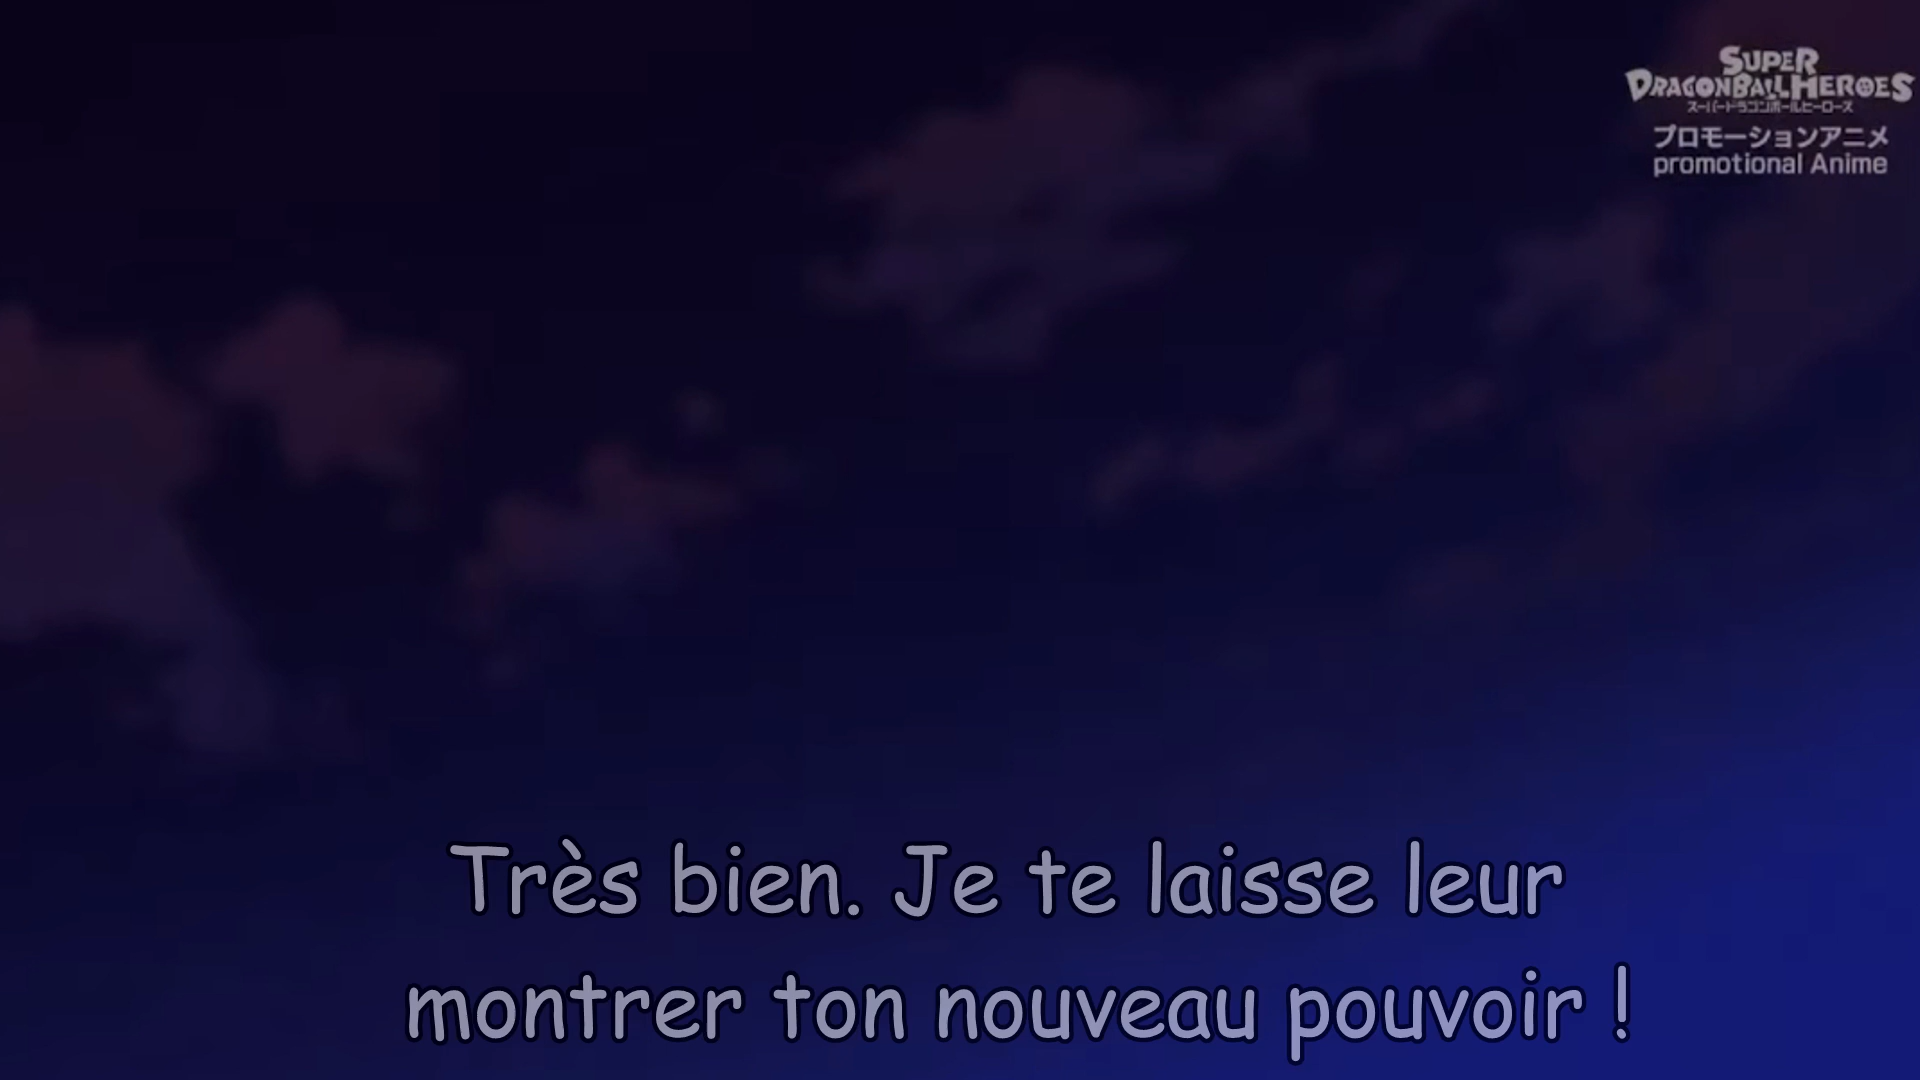 SUPER
DRAGONBALL HEROES
スーパードラゴンボールヒーローズ
プロモーションアニメ
promotional Anime
Très bien. Je te laisse leur
montrer ton nouveau pouvoir !